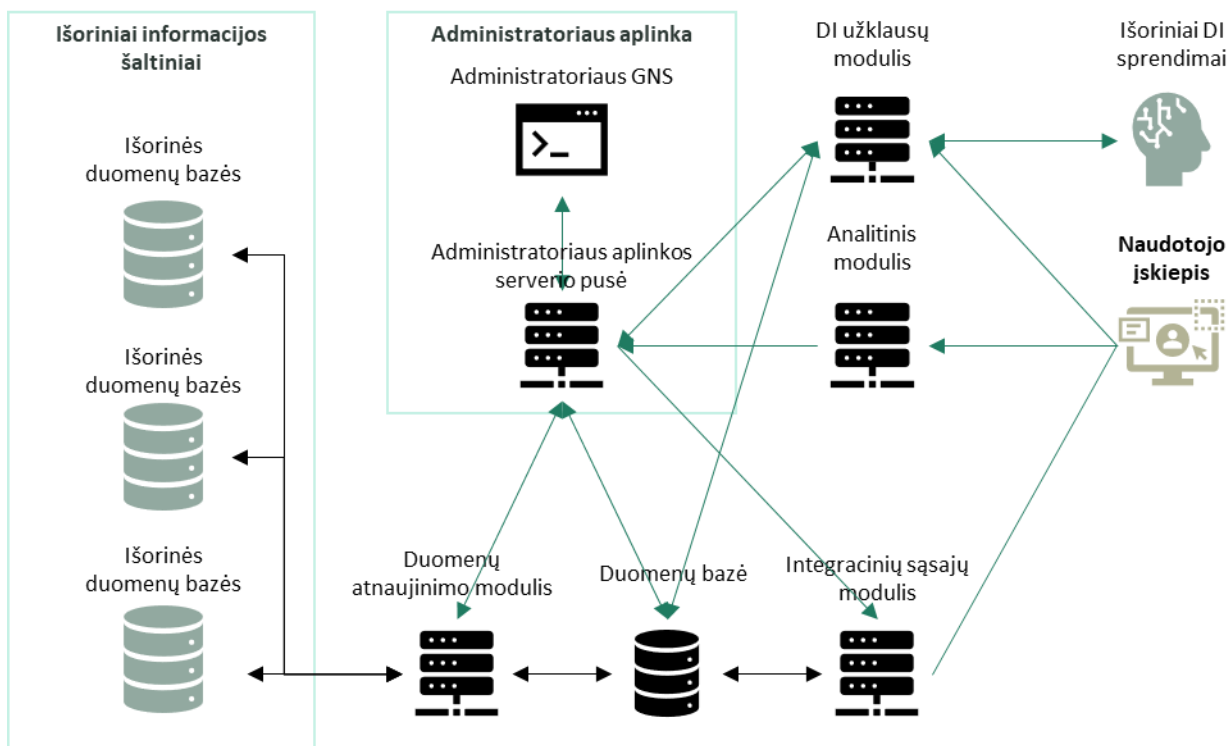 Išoriniai informacijos
šaltiniai
Išorinės
duomenų bazės
Išorinės
duomenų bazės
Išorinės
duomenų bazės
Administratoriaus aplinka
Administratoriaus GNS
Administratoriaus aplinkos
serverio pusė
DI užklausų
modulis
Išoriniai DI
sprendimai
Analitinis
modulis
Naudotojo
įskiepis
Duomenų
atnaujinimo modulis
Duomenų bazė
Integracinių sąsajų
modulis